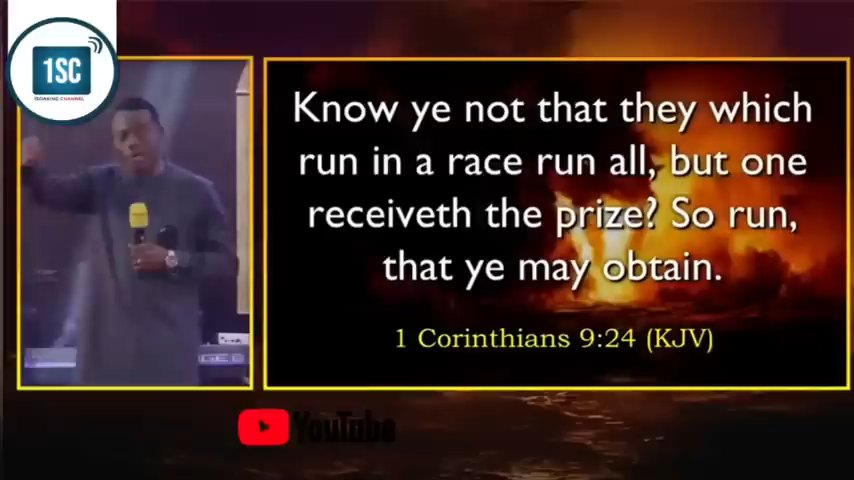 1SC
Know ye not that they which
run in a race run all, but one
receiveth the prize? So run,
that ye may obtain.
1 Corinthians 9:24 (KJV)
YouTube